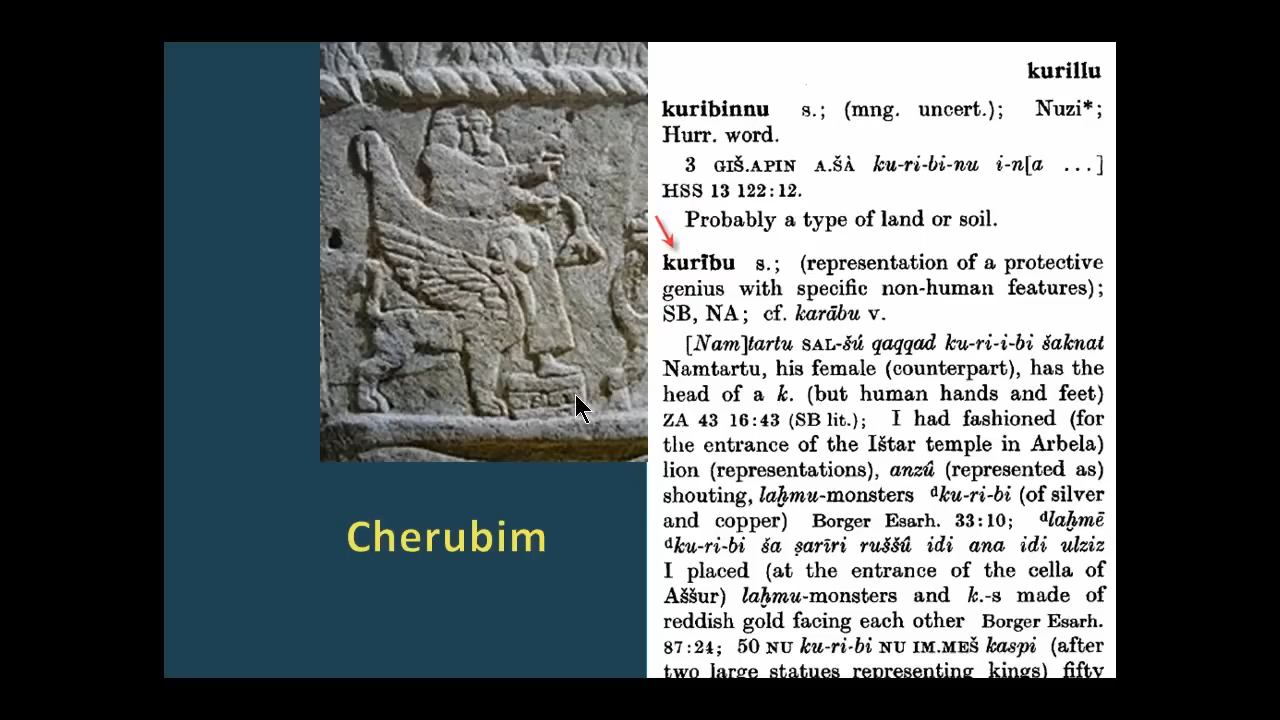 Cherubim
kurillu
kuribinnu s.; (mng. uncert.); Nuzi*;
Hurr. word.
3 GIŠ.APIN A.ŠÀ ku-ri-bi-nu i-n[a ...]
HSS 13 122:12.
Probably a type of land or soil.
kurību s.; (representation of a protective
genius with specific non-human features);
SB, NA; cf. karābu v.
[Nam]tartu SAL-šú qaqqad ku-ri-i-bi šaknat
Namtartu, his female (counterpart), has the
head of a k. (but human hands and feet)
ZA 43 16:43 (SB lit.); I had fashioned (for
the entrance of the Ištar temple in Arbela)
lion (representations), anzû (represented as)
shouting, laḫmu-monsters ᵈku-ri-bi (of silver
and copper) Borger Esarh. 33:10; ᵈlaḫmē
ᵈku-ri-bi ša ṣarīri ruššû idi ana idi ulziz
I placed (at the entrance of the cella of
Aššur) laḫmu-monsters and k.-s made of
reddish gold facing each other Borger Esarh.
87:24; 50 NU ku-ri-bi NU IM.MEŠ kaspi (after
two large statues representing kings) fifty